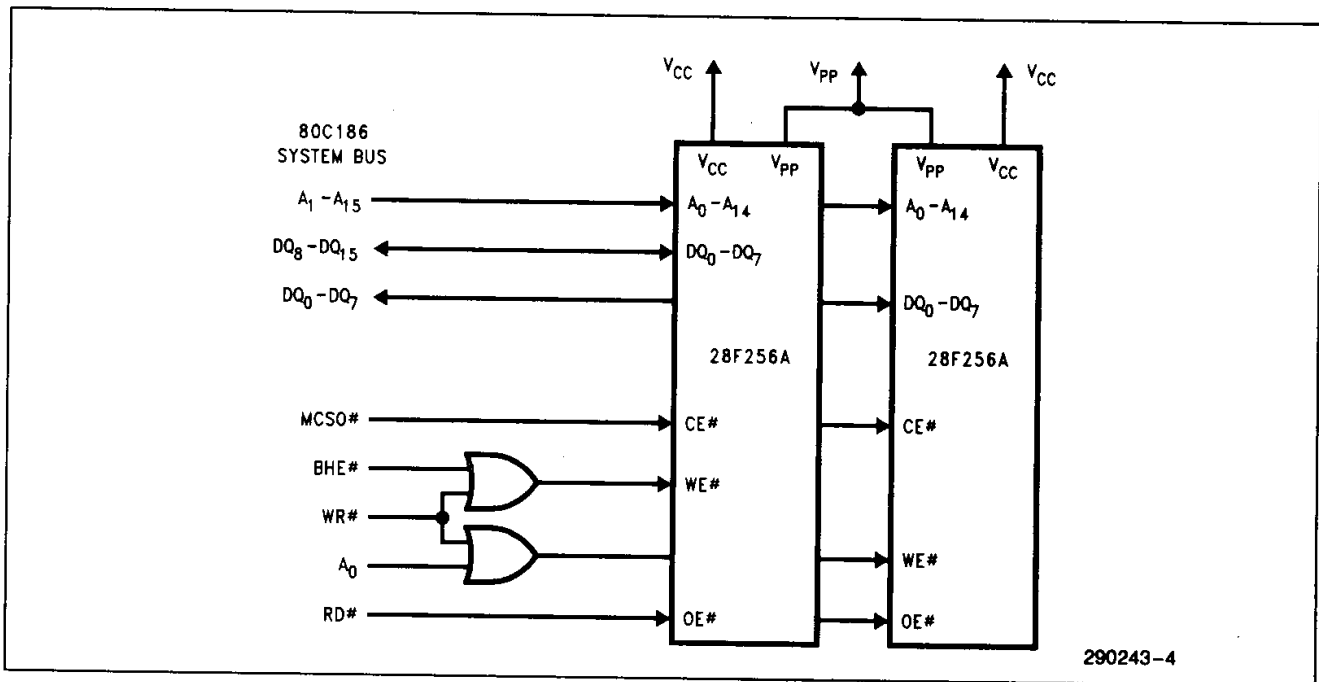 V_CC V_PP V_CC
80C186
SYSTEM BUS
V_CC V_PP V_PP V_CC
A_1 -A_15 A_0-A_14 A_0-A_14
DQ_8-DQ_15 DQ_0-DQ_7
DQ_0-DQ_7 DQ_0-DQ_7
28F256A 28F256A
MCSO# CE# CE#
BHE# WE#
WR#
A_0 WE#
RD# OE# OE#
290243-4